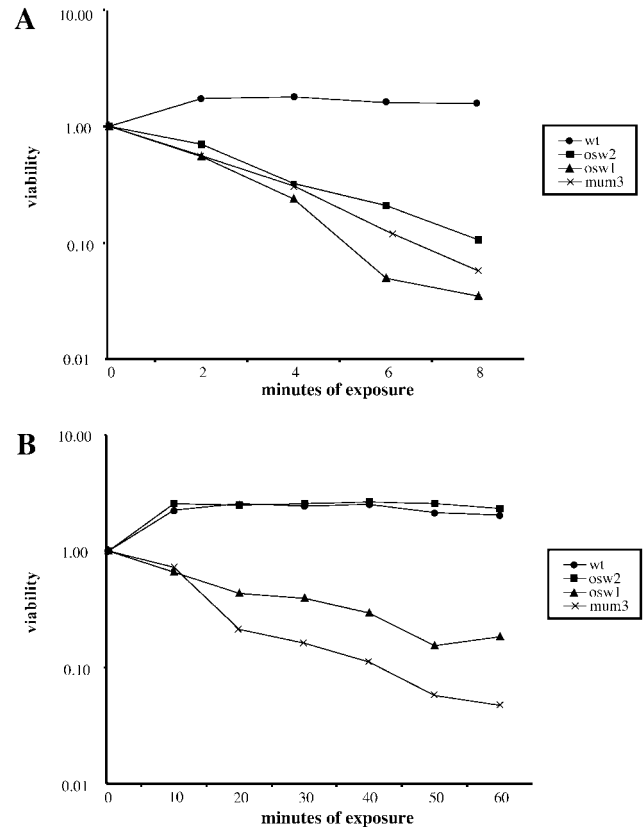 A
10.00
1.00
0.10
0.01
viability
0 2 4 6 8
minutes of exposure
wt
osw2
osw1
mum3
B
10.00
1.00
0.10
0.01
viability
0 10 20 30 40 50 60
minutes of exposure
wt
osw2
osw1
mum3